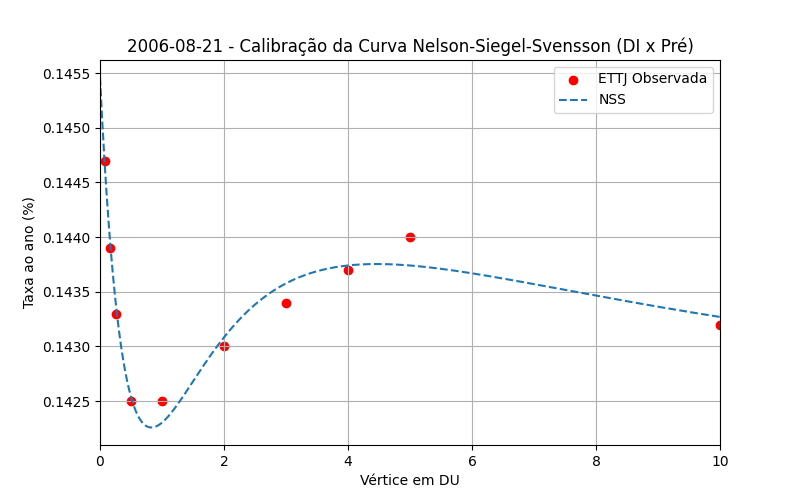 2006-08-21 - Calibração da Curva Nelson-Siegel-Svensson (DI x Pré)
ETTJ Observada
NSS
Taxa ao ano (%)
0.1455
0.1450
0.1445
0.1440
0.1435
0.1430
0.1425
0 2 4 6 8 10
Vértice em DU